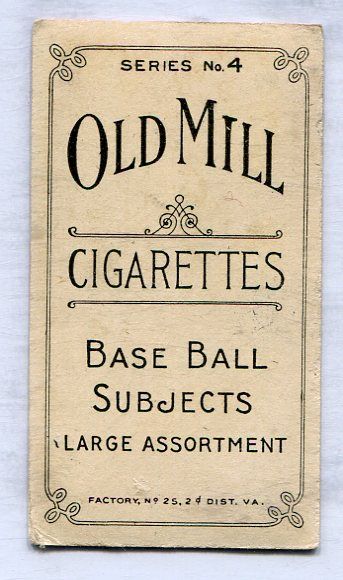 SERIES No. 4
OLD MILL
CIGARETTES
BASE BALL
SUBJECTS
LARGE ASSORTMENT
FACTORY, Nº 25, 2d DIST. VA.